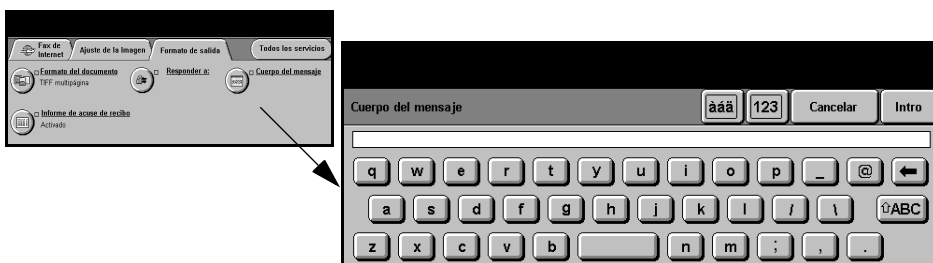 Fax de Internet
Ajuste de la Imagen
Formato de salida
Todos los servicios
Formato del documento
TIFF multipágina
Responder a:
Cuerpo del mensaje
Informe de acuse de recibo
Activado
Cuerpo del mensaje
àáä
123
Cancelar
Intro
q w e r t y u i o p _ @ ←
a s d f g h j k l / \ ⇧ABC
z x c v b n m ; , .